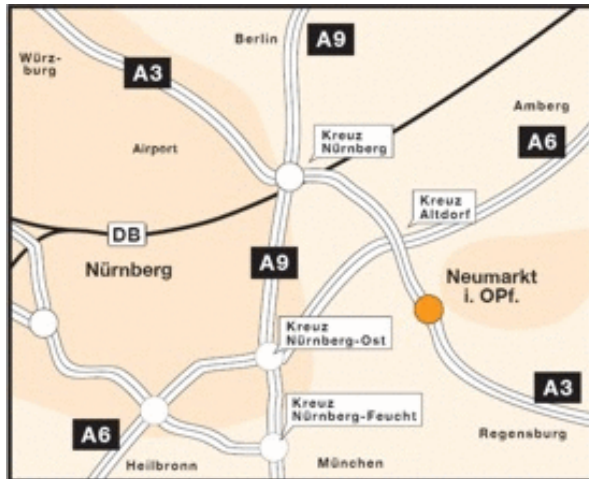 Berlin
A9
Würz-
burg
A3
Amberg
Kreuz
Nürnberg
A6
Airport
Kreuz
Altdorf
DB
Nürnberg
A9
Neumarkt
i. OPf.
Kreuz
Nürnberg-Ost
A3
Kreuz
Nürnberg-Feucht
A6
Regensburg
Heilbronn
München